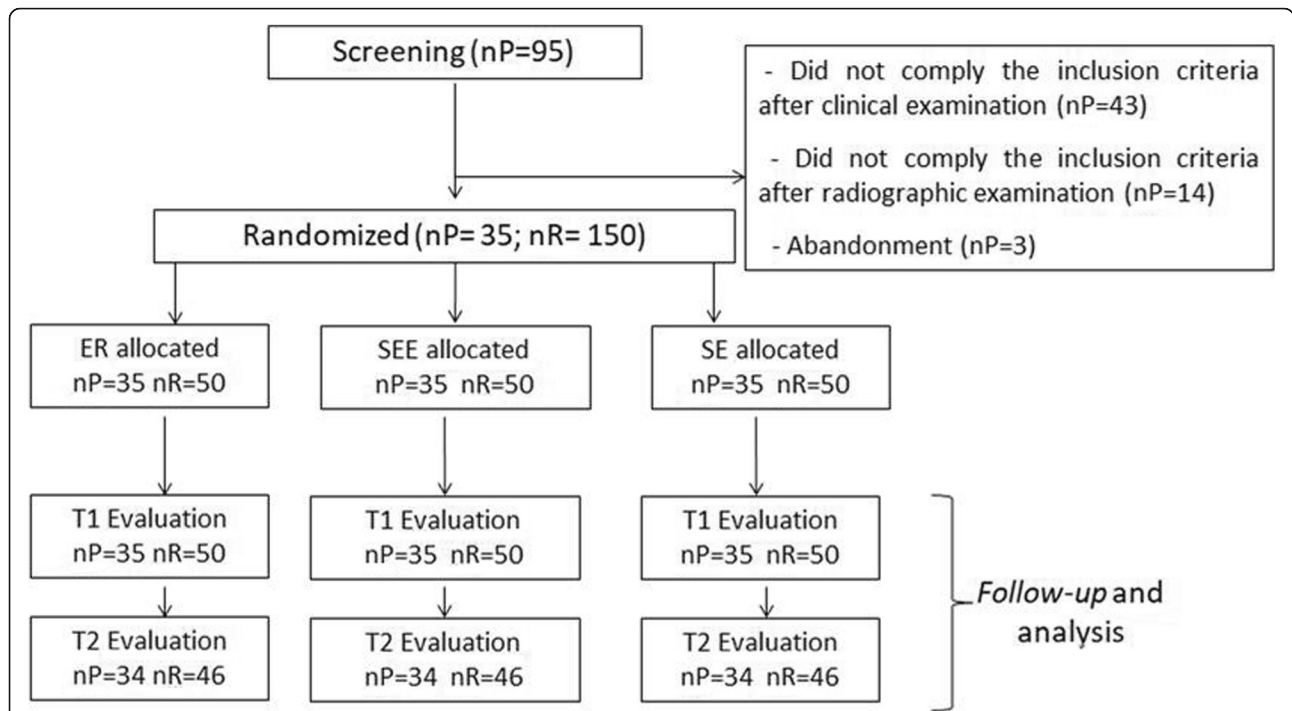 Screening (nP=95)
- Did not comply the inclusion criteria
after clinical examination (nP=43)
- Did not comply the inclusion criteria
after radiographic examination (nP=14)
- Abandonment (nP=3)
Randomized (nP= 35; nR= 150)
ER allocated
nP=35 nR=50
SEE allocated
nP=35 nR=50
SE allocated
nP=35 nR=50
T1 Evaluation
nP=35 nR=50
T1 Evaluation
nP=35 nR=50
T1 Evaluation
nP=35 nR=50
T2 Evaluation
nP=34 nR=46
T2 Evaluation
nP=34 nR=46
T2 Evaluation
nP=34 nR=46
Follow-up and
analysis